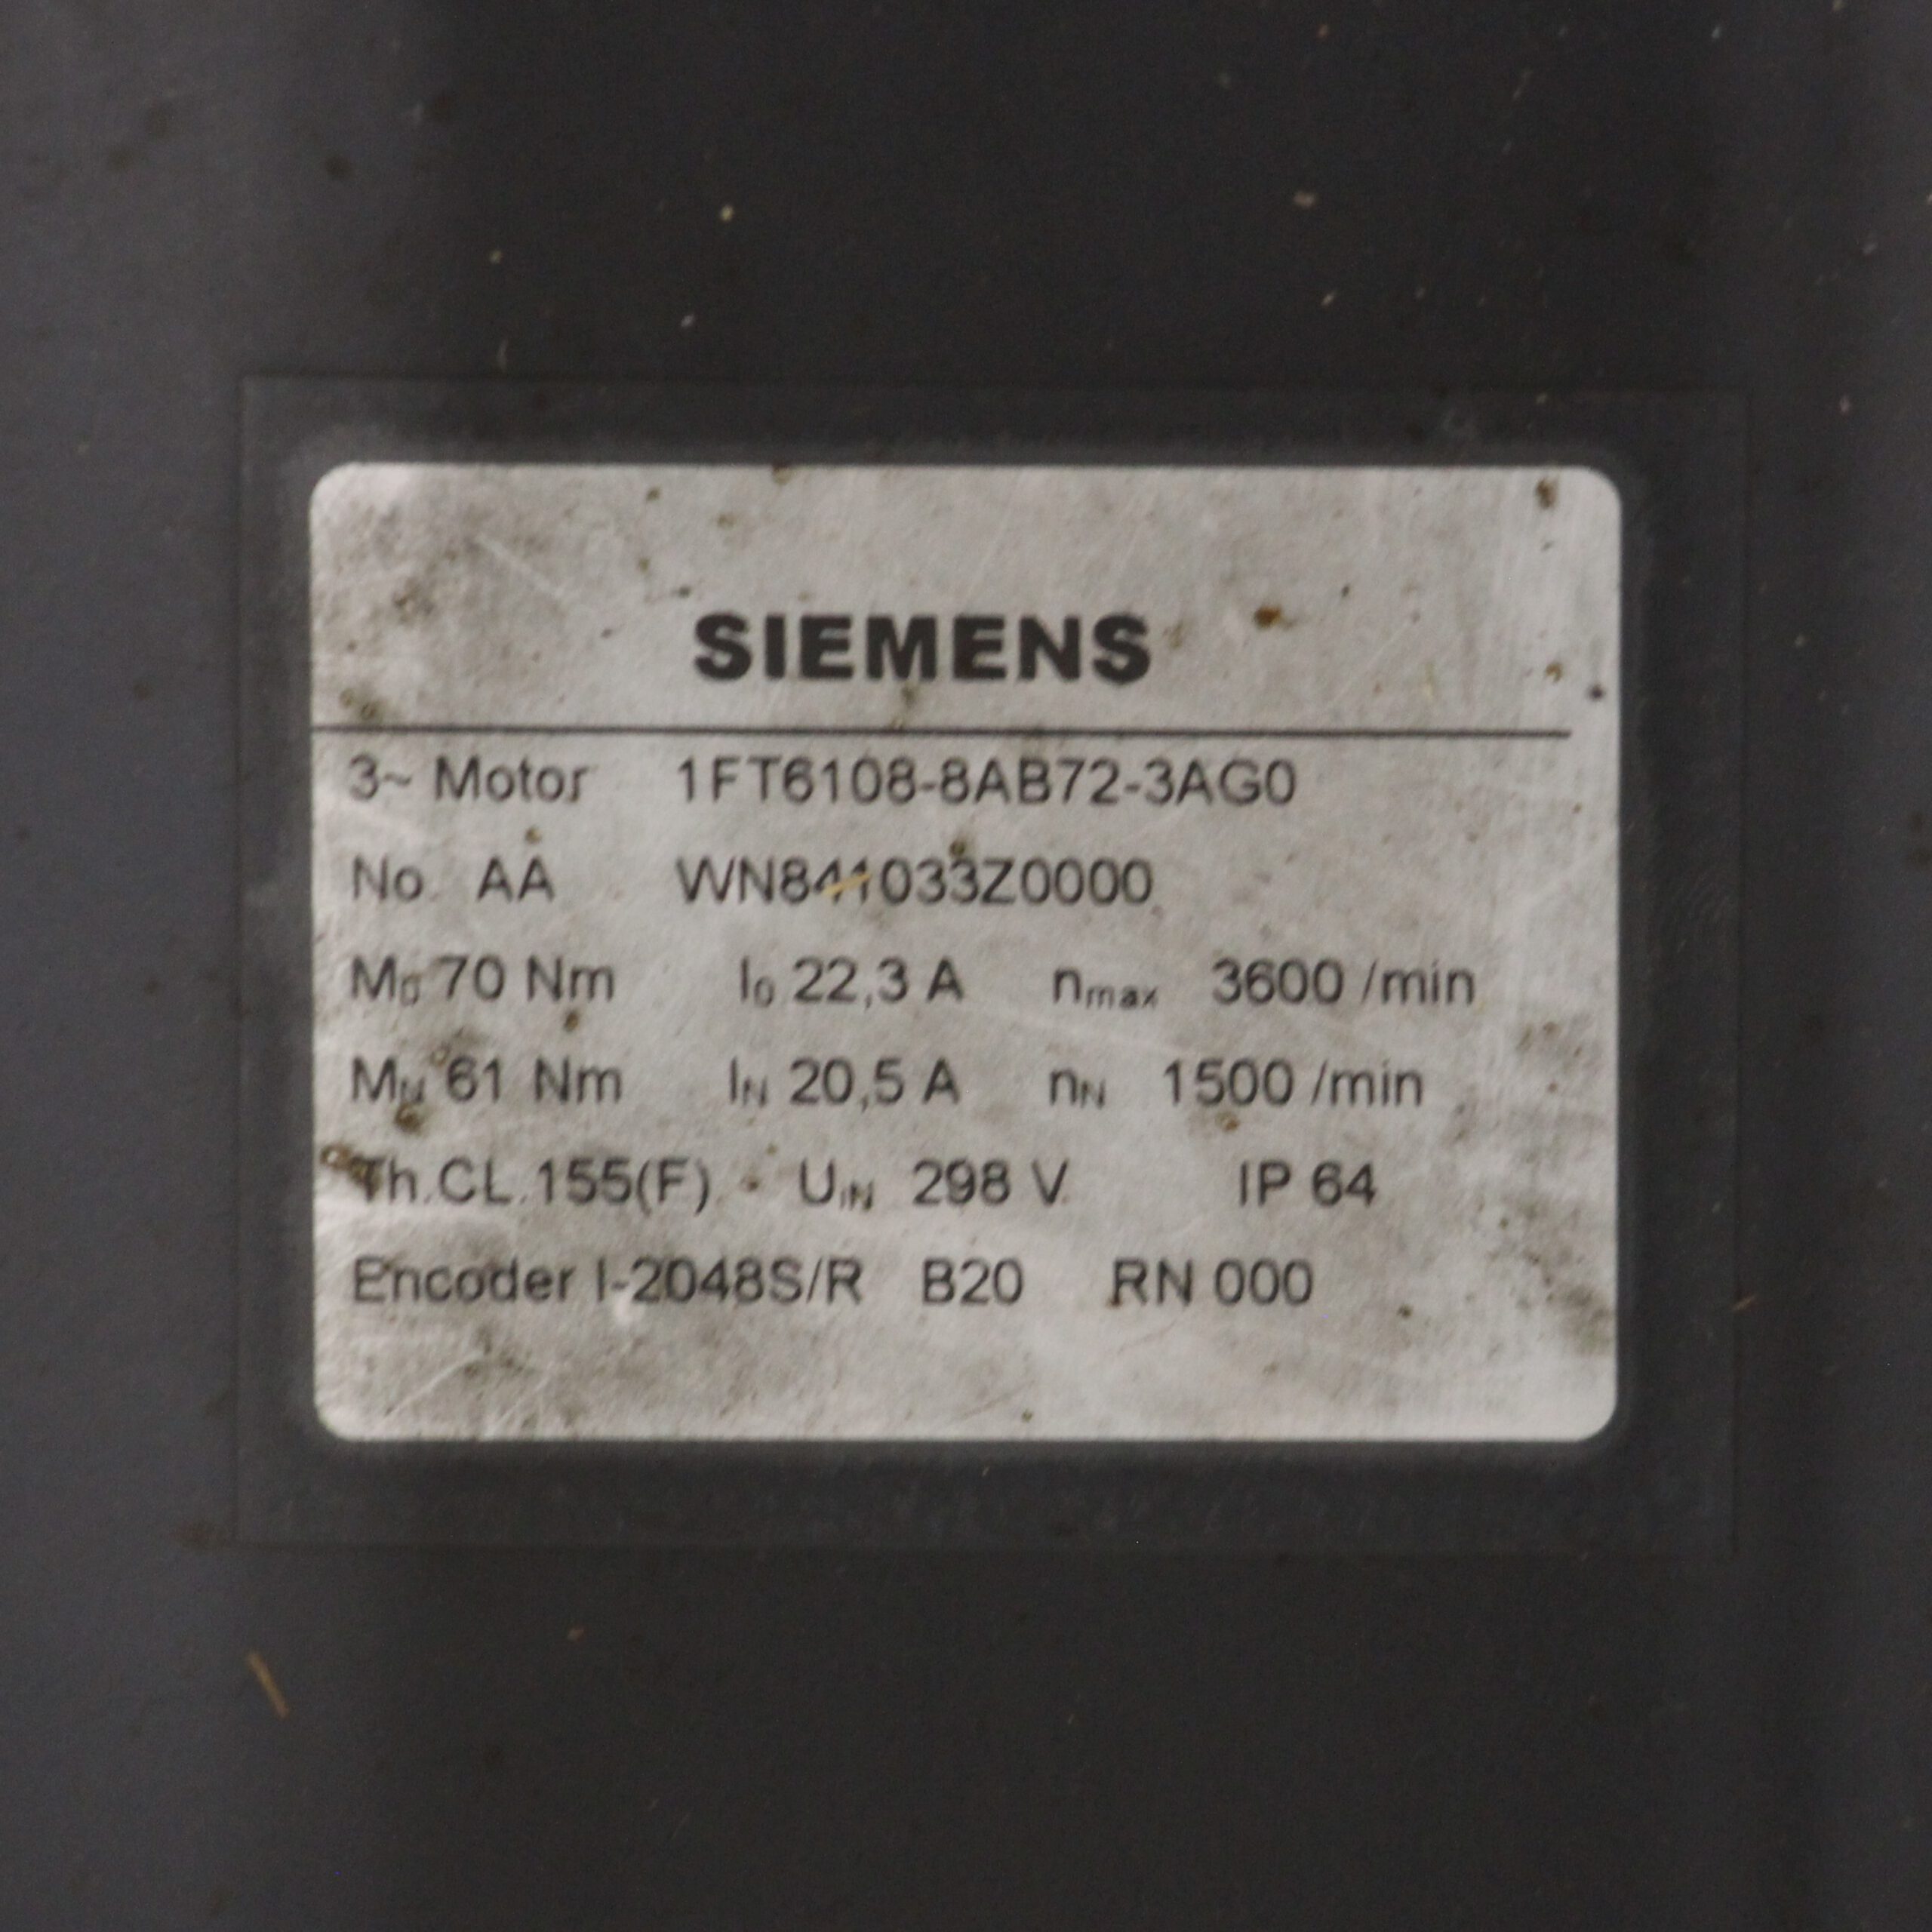 SIEMENS
3~ Motor 1FT6108-8AB72-3AG0
No. AA WN841033Z0000
M0 70 Nm I0 22,3 A nmax 3600 /min
MN 61 Nm IN 20,5 A nN 1500 /min
Th.CL.155(F) UIN 298 V IP 64
Encoder I-2048S/R B20 RN 000